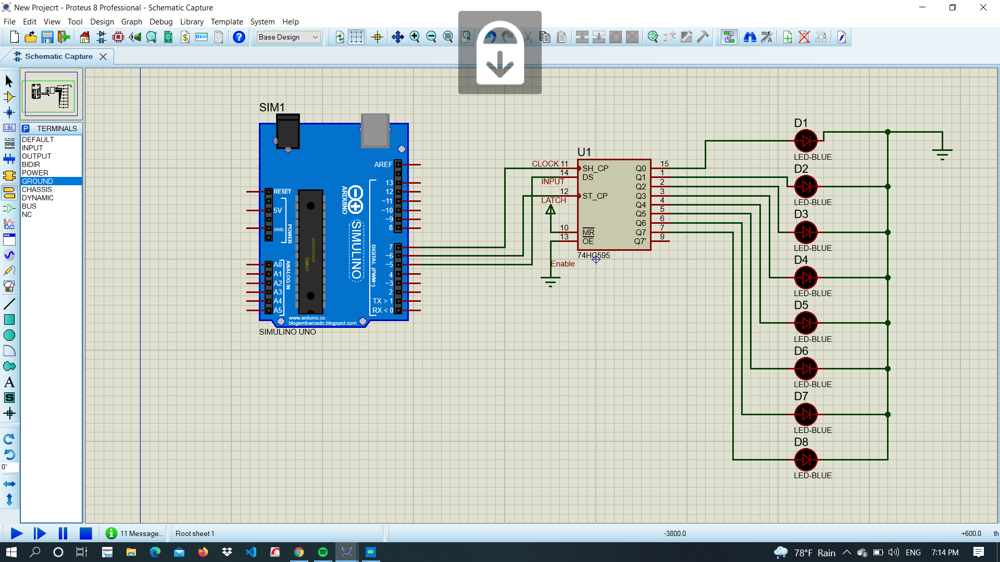 New Projecrt - Proteus 8 Professional - Schematic Capture
File Edit View Tool Design Graph Debug Library Template System Help
Base Design
Schematic Capture
TERMINALS
DEFAULT
INPUT
OUTPUT
BIDIR
POWER
GROUND
CHASSIS
DYNAMIC
BUS
NC
LBL
A
S
0°
SIM1
AREF
13
12
~11
~10
~9
8
7
~6
~5
4
~3
2
TX > 1
RX < 0
RESET
5V
GND
POWER
A0
A1
A2
A3
A4
A5
ANALOG IN
ATMEL
ATMEGA328P
ARDUINO
SIMULINO
DIGITAL (PWM~)
www.arduino.cc
blogembarcado.blogspot.com
SIMULINO UNO
U1
CLOCK 11 SH_CP
14 DS
INPUT
12 ST_CP
LATCH
10 MR
13 OE
Enable
Q0 15
Q1 1
Q2 2
Q3 3
Q4 4
Q5 5
Q6 6
Q7 7
Q7' 9
74HC595
D1
LED-BLUE
D2
LED-BLUE
D3
LED-BLUE
D4
LED-BLUE
D5
LED-BLUE
D6
LED-BLUE
D7
LED-BLUE
D8
LED-BLUE
11 Message... Root sheet 1 -3800.0 +600.0 th
78°F Rain ENG 7:14 PM